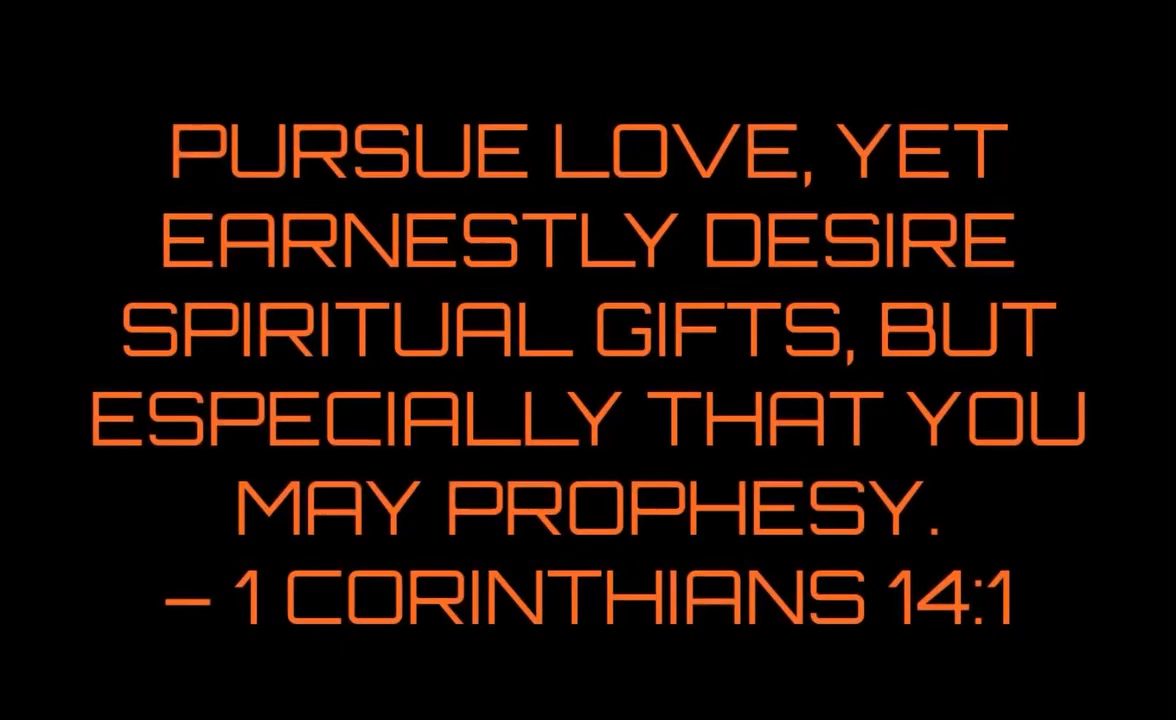 PURSUE LOVE, YET
EARNESTLY DESIRE
SPIRITUAL GIFTS, BUT
ESPECIALLY THAT YOU
MAY PROPHESY.
– 1 CORINTHIANS 14:1